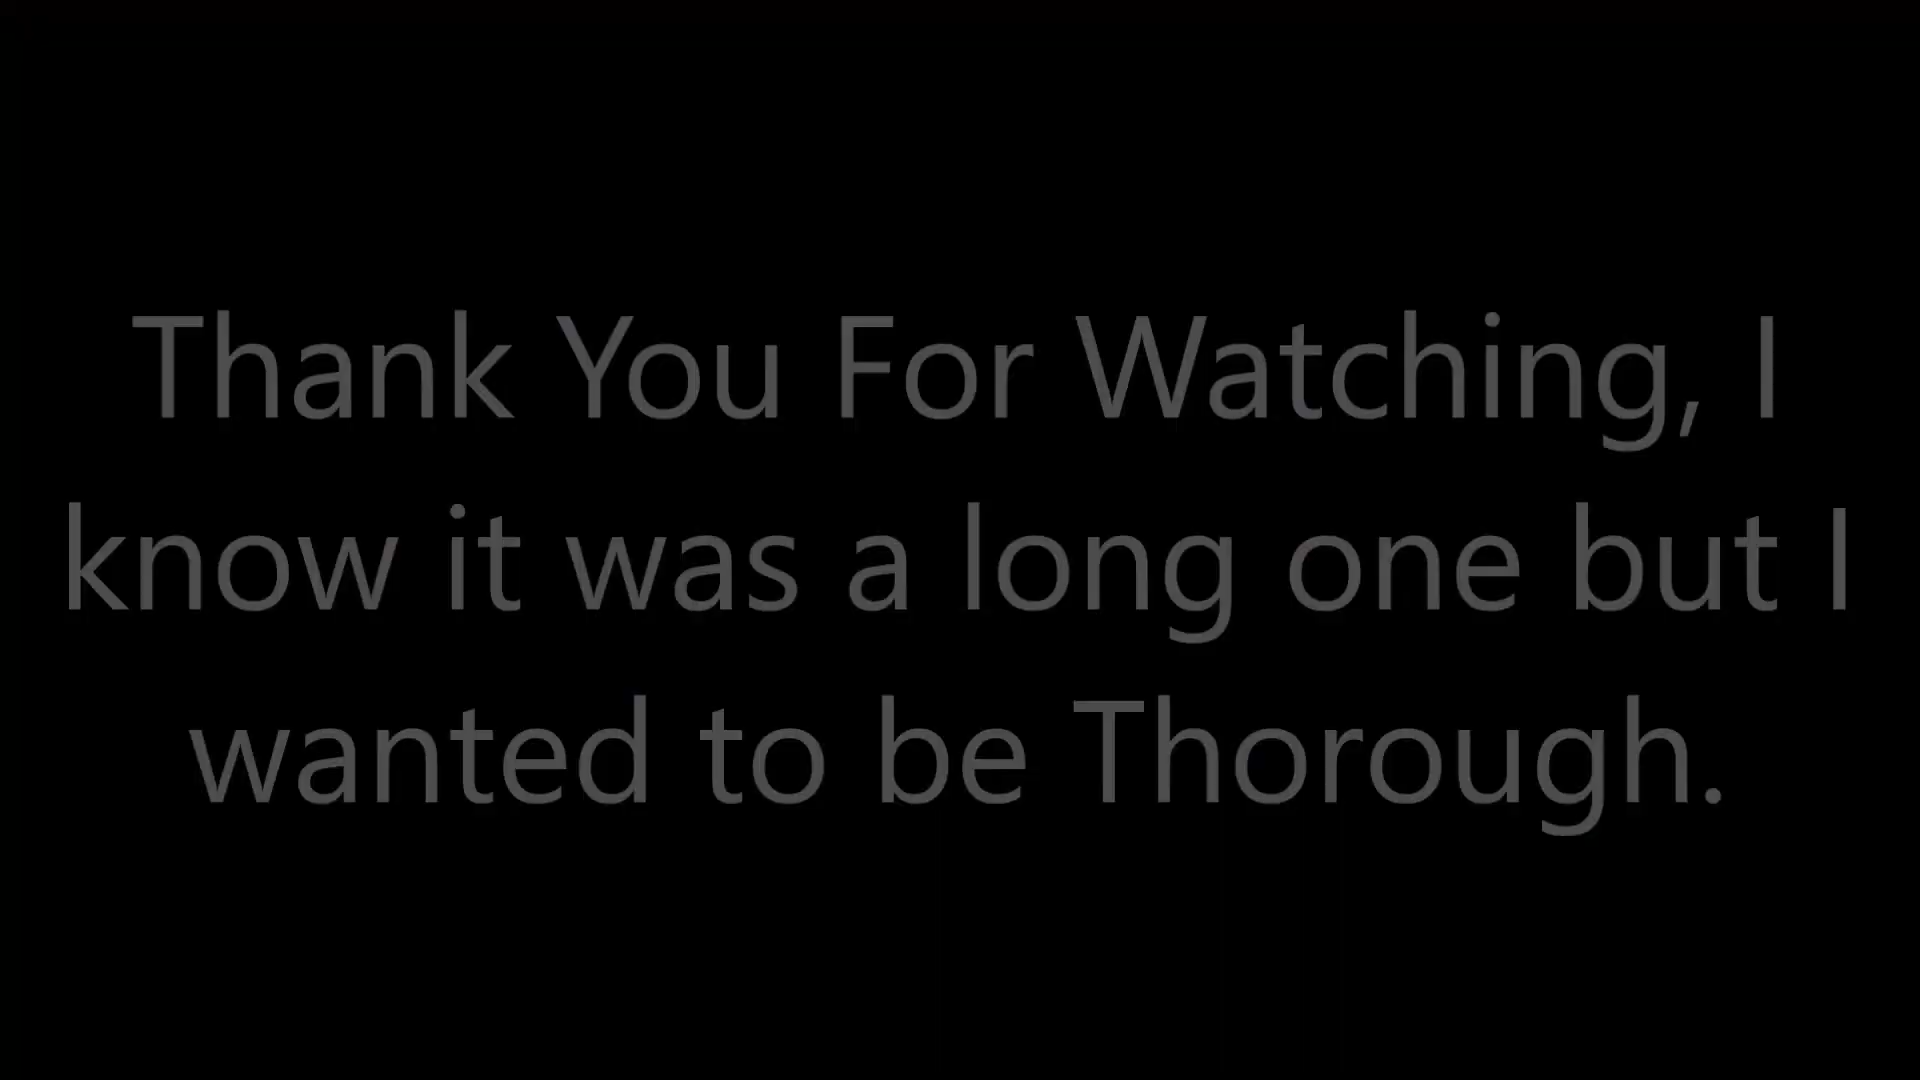 Thank You For Watching, I
know it was a long one but I
wanted to be Thorough.